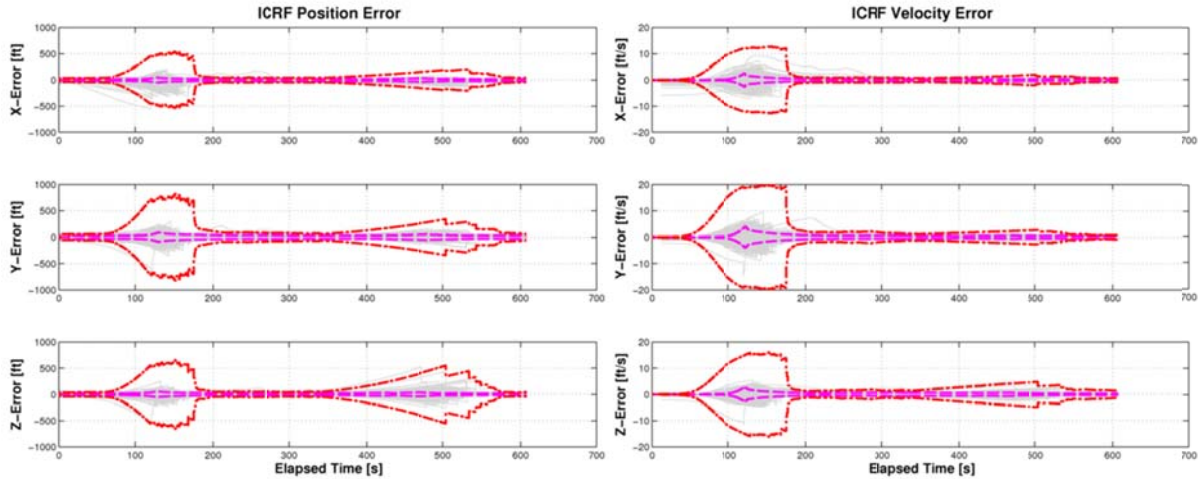 ICRF Position Error
1000
500
0
−500
−1000
X−Error [ft]
0 100 200 300 400 500 600 700
ICRF Velocity Error
20
10
0
−10
−20
X−Error [ft/s]
0 100 200 300 400 500 600 700
1000
500
0
−500
−1000
Y−Error [ft]
0 100 200 300 400 500 600 700
20
10
0
−10
−20
Y−Error [ft/s]
0 100 200 300 400 500 600 700
1000
500
0
−500
−1000
Z−Error [ft]
0 100 200 300 400 500 600 700
Elapsed Time [s]
20
10
0
−10
−20
Z−Error [ft/s]
0 100 200 300 400 500 600 700
Elapsed Time [s]